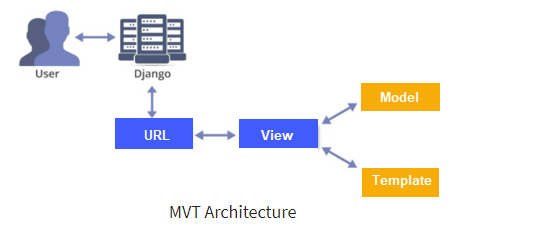 User
Django
Model
URL
View
Template
MVT Architecture